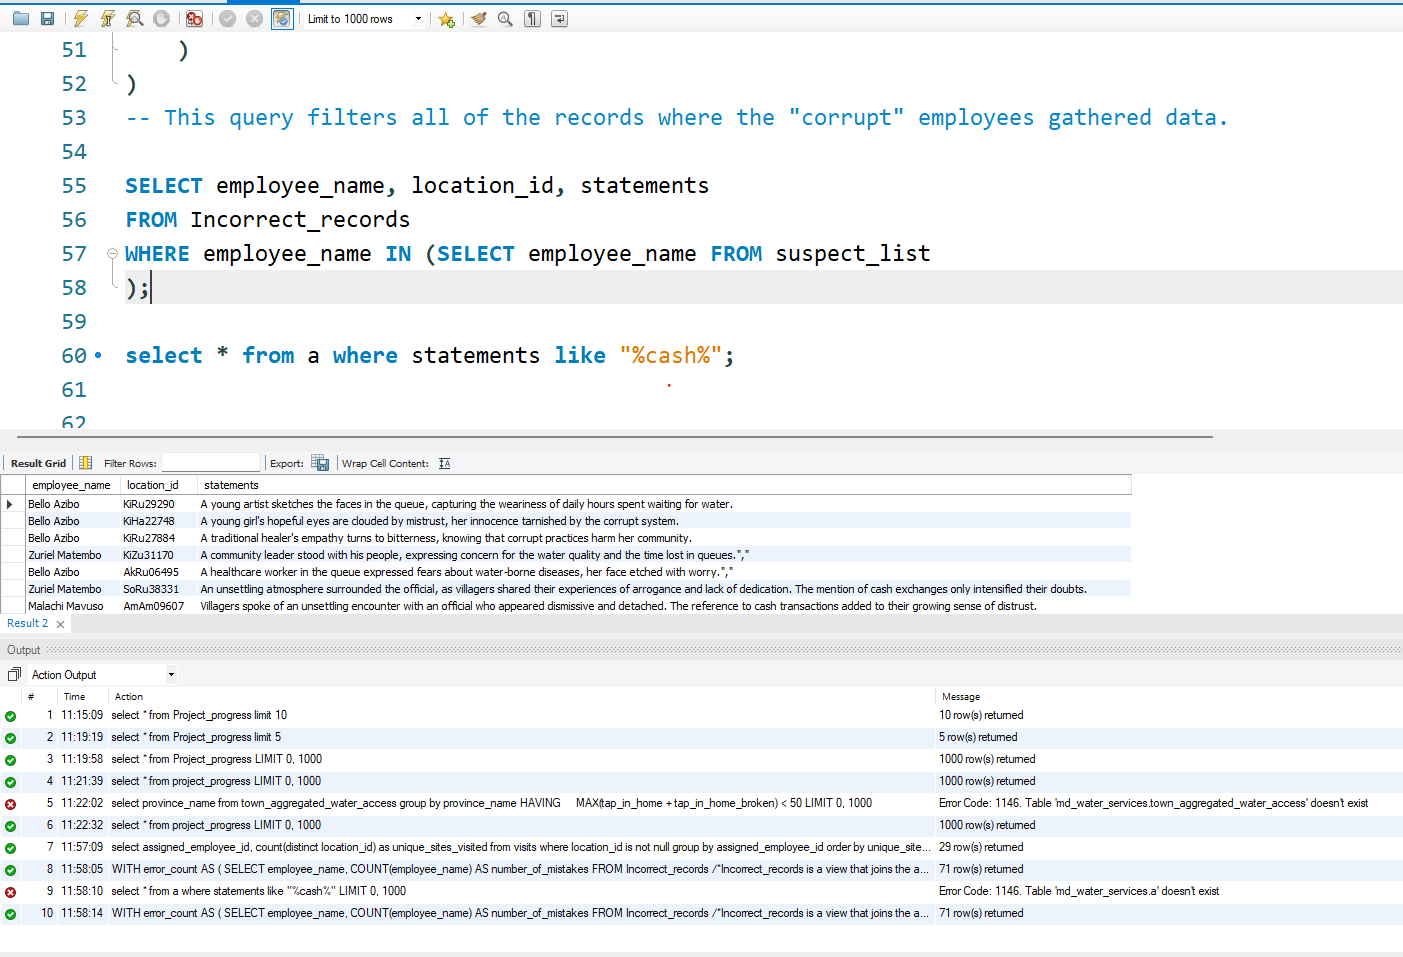 Limit to 1000 rows
51 )
52 )
53 -- This query filters all of the records where the "corrupt" employees gathered data.
54
55 SELECT employee_name, location_id, statements
56 FROM Incorrect_records
57 WHERE employee_name IN (SELECT employee_name FROM suspect_list
58 );
59
60 select * from a where statements like "%cash%";
61
62
Result Grid Filter Rows: Export: Wrap Cell Content: IA
employee_name location_id statements
Bello Azibo KiRu29290 A young artist sketches the faces in the queue, capturing the weariness of daily hours spent waiting for water.
Bello Azibo KiHa22748 A young girl's hopeful eyes are clouded by mistrust, her innocence tarnished by the corrupt system.
Bello Azibo KiRu27884 A traditional healer's empathy turns to bitterness, knowing that corrupt practices harm her community.
Zuriel Matembo KiZu31170 A community leader stood with his people, expressing concern for the water quality and the time lost in queues.","
Bello Azibo AkRu06495 A healthcare worker in the queue expressed fears about water-borne diseases, her face etched with worry.","
Zuriel Matembo SoRu38331 An unsettling atmosphere surrounded the official, as villagers shared their experiences of arrogance and lack of dedication. The mention of cash exchanges only intensified their doubts.
Malachi Mavuso AmAm09607 Villagers spoke of an unsettling encounter with an official who appeared dismissive and detached. The reference to cash transactions added to their growing sense of distrust.
Result 2
Output
Action Output
# Time Action Message
1 11:15:09 select * from Project_progress limit 10 10 row(s) returned
2 11:19:19 select * from Project_progress limit 5 5 row(s) returned
3 11:19:58 select * from Project_progress LIMIT 0, 1000 1000 row(s) returned
4 11:21:39 select * from project_progress LIMIT 0, 1000 1000 row(s) returned
5 11:22:02 select province_name from town_aggregated_water_access group by province_name HAVING MAX(tap_in_home + tap_in_home_broken) < 50 LIMIT 0, 1000 Error Code: 1146. Table 'md_water_services.town_aggregated_water_access' doesn't exist
6 11:22:32 select * from project_progress LIMIT 0, 1000 1000 row(s) returned
7 11:57:09 select assigned_employee_id, count(distinct location_id) as unique_sites_visited from visits where location_id is not null group by assigned_employee_id order by unique_site... 29 row(s) returned
8 11:58:05 WITH error_count AS ( SELECT employee_name, COUNT(employee_name) AS number_of_mistakes FROM Incorrect_records /*Incorrect_records is a view that joins the a... 71 row(s) returned
9 11:58:10 select * from a where statements like "%cash%" LIMIT 0, 1000 Error Code: 1146. Table 'md_water_services.a' doesn't exist
10 11:58:14 WITH error_count AS ( SELECT employee_name, COUNT(employee_name) AS number_of_mistakes FROM Incorrect_records /*Incorrect_records is a view that joins the a... 71 row(s) returned